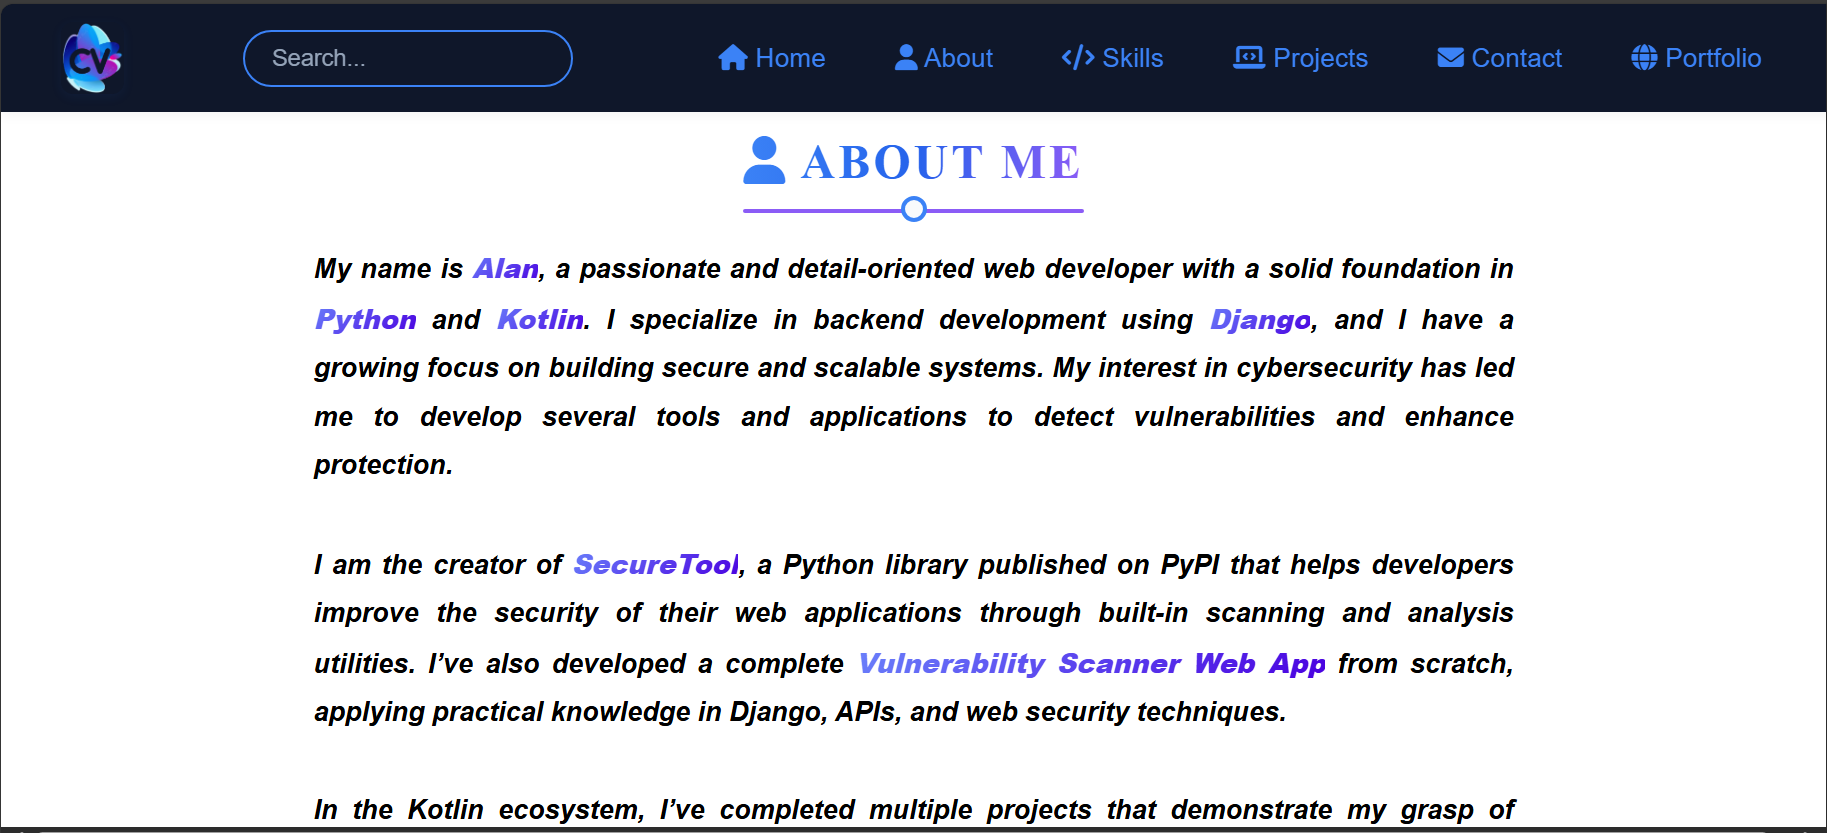 CV
Search...
Home
About
Skills
Projects
Contact
Portfolio
ABOUT ME
My name is Alan, a passionate and detail-oriented web developer with a solid foundation in
Python and Kotlin. I specialize in backend development using Django, and I have a
growing focus on building secure and scalable systems. My interest in cybersecurity has led
me to develop several tools and applications to detect vulnerabilities and enhance
protection.
I am the creator of SecureTool, a Python library published on PyPI that helps developers
improve the security of their web applications through built-in scanning and analysis
utilities. I’ve also developed a complete Vulnerability Scanner Web App from scratch,
applying practical knowledge in Django, APIs, and web security techniques.
In the Kotlin ecosystem, I’ve completed multiple projects that demonstrate my grasp of